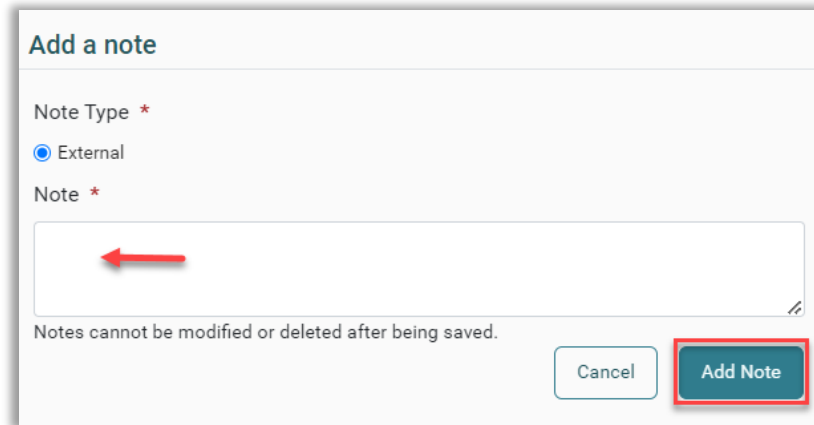 Add a note
Note Type *
External
Note *
Notes cannot be modified or deleted after being saved.
Cancel
Add Note